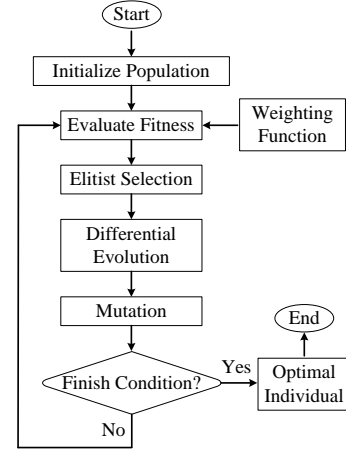 Start
Initialize Population
Evaluate Fitness
Weighting
Function
Elitist Selection
Differential
Evolution
Mutation
End
Finish Condition?
Yes
Optimal
Individual
No